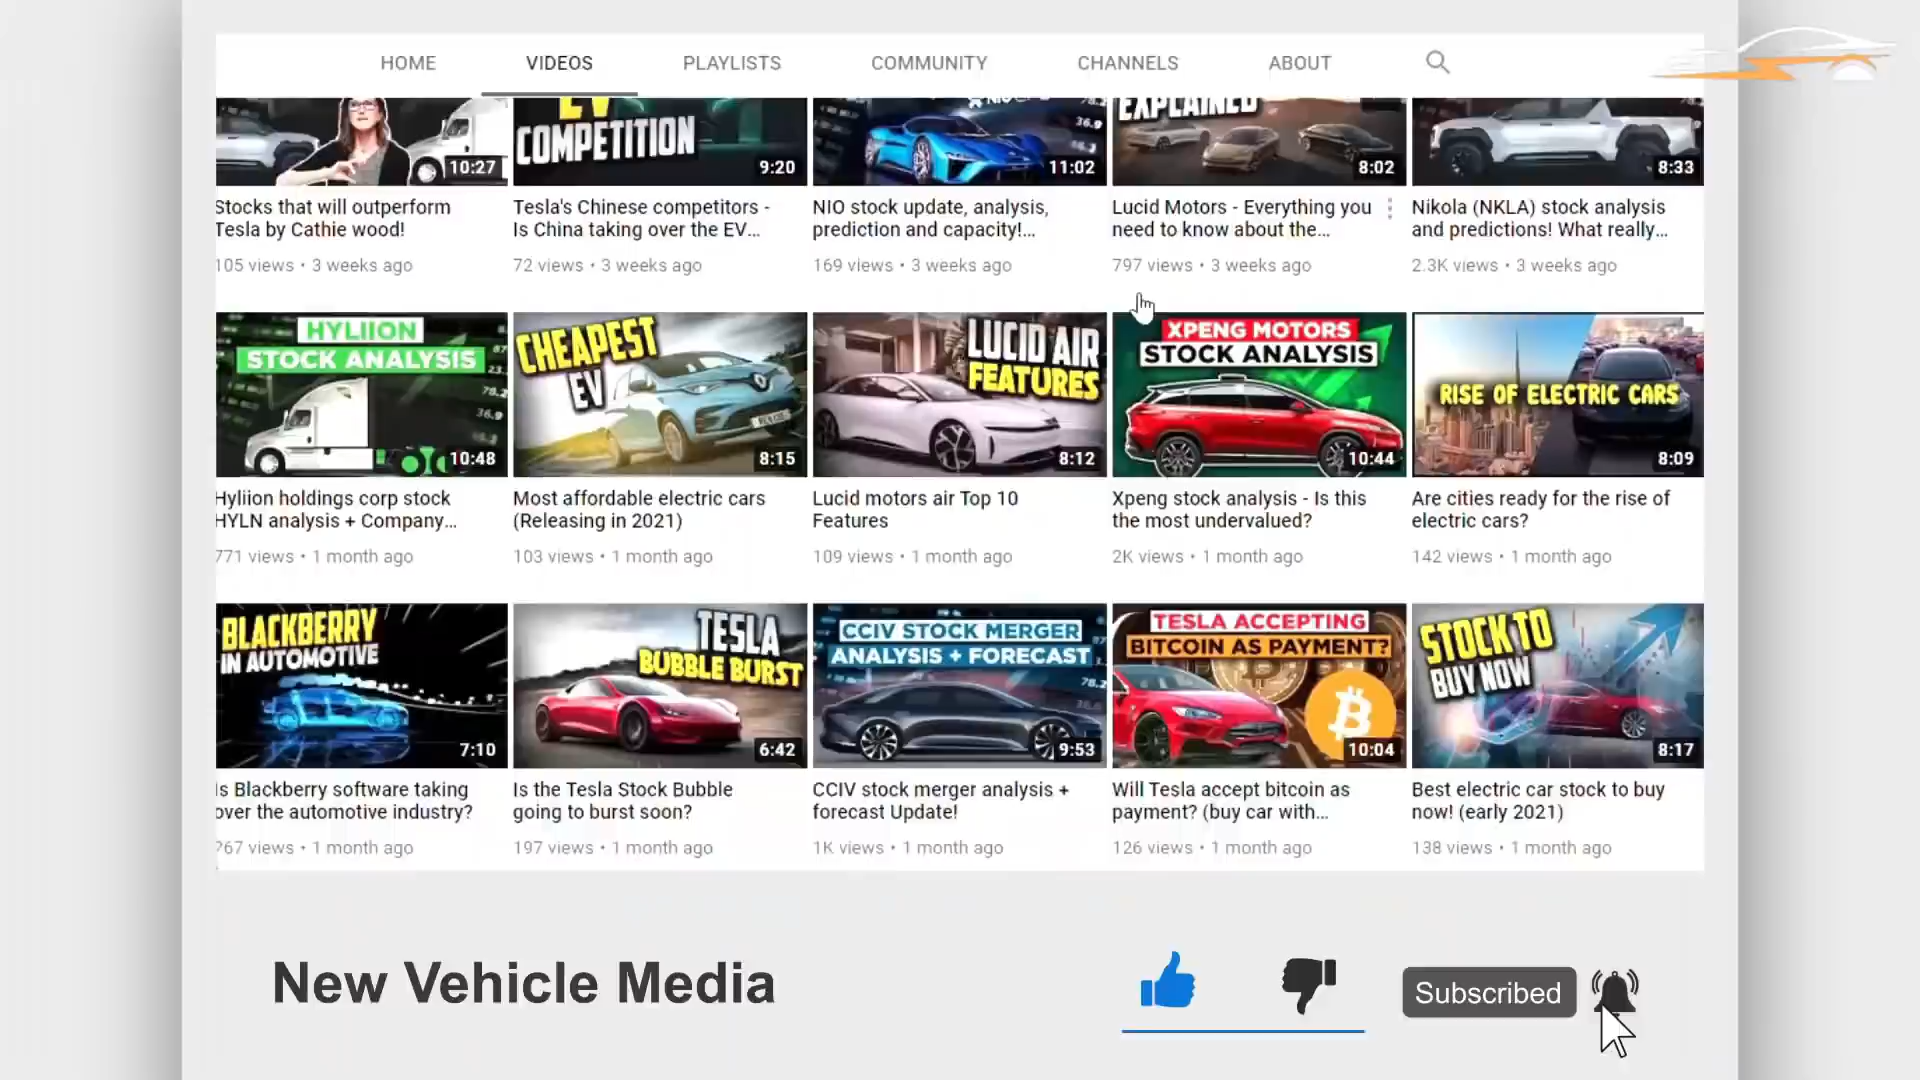 HOME VIDEOS PLAYLISTS COMMUNITY CHANNELS ABOUT
10:27
EV
COMPETITION
9:20
11:02
EXPLAINED
8:02
8:33
Stocks that will outperform
Tesla by Cathie wood!
105 views • 3 weeks ago
Tesla's Chinese competitors -
Is China taking over the EV...
72 views • 3 weeks ago
NIO stock update, analysis,
prediction and capacity!...
169 views • 3 weeks ago
Lucid Motors - Everything you
need to know about the...
797 views • 3 weeks ago
Nikola (NKLA) stock analysis
and predictions! What really...
2.3K views • 3 weeks ago
HYLIION
STOCK ANALYSIS
10:48
CHEAPEST
EV
8:15
LUCID AIR
FEATURES
8:12
XPENG MOTORS
STOCK ANALYSIS
10:44
RISE OF ELECTRIC CARS
8:09
Hyliion holdings corp stock
HYLN analysis + Company...
771 views • 1 month ago
Most affordable electric cars
(Releasing in 2021)
103 views • 1 month ago
Lucid motors air Top 10
Features
109 views • 1 month ago
Xpeng stock analysis - Is this
the most undervalued?
2K views • 1 month ago
Are cities ready for the rise of
electric cars?
142 views • 1 month ago
BLACKBERRY
IN AUTOMOTIVE
7:10
TESLA
BUBBLE BURST
6:42
CCIV STOCK MERGER
ANALYSIS + FORECAST
9:53
TESLA ACCEPTING
BITCOIN AS PAYMENT?
10:04
STOCK TO
BUY NOW
8:17
Is Blackberry software taking
over the automotive industry?
267 views • 1 month ago
Is the Tesla Stock Bubble
going to burst soon?
197 views • 1 month ago
CCIV stock merger analysis +
forecast Update!
1K views • 1 month ago
Will Tesla accept bitcoin as
payment? (buy car with...
126 views • 1 month ago
Best electric car stock to buy
now! (early 2021)
138 views • 1 month ago
New Vehicle Media
Subscribed